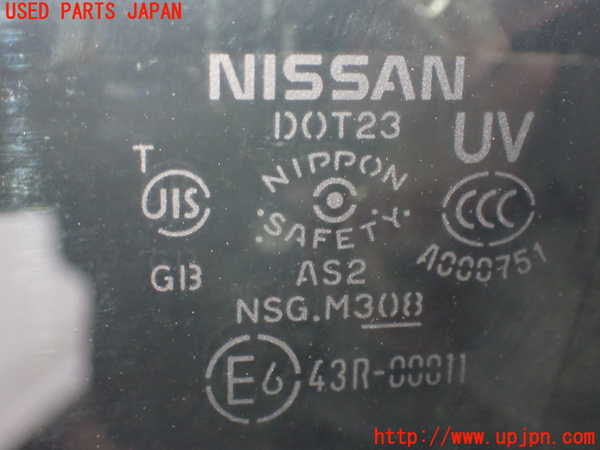 USED PARTS JAPAN
NISSAN
DOT23
UV
T
JIS
G13
NIPPON
SAFETY
CCC
A000751
AS2
NSG.M308
E6
43R-00011
http://www.upjpn.com